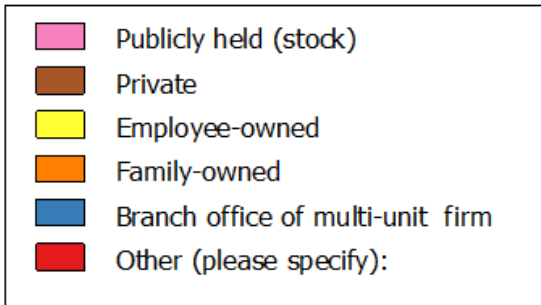 Publicly held (stock)
Private
Employee-owned
Family-owned
Branch office of multi-unit firm
Other (please specify):